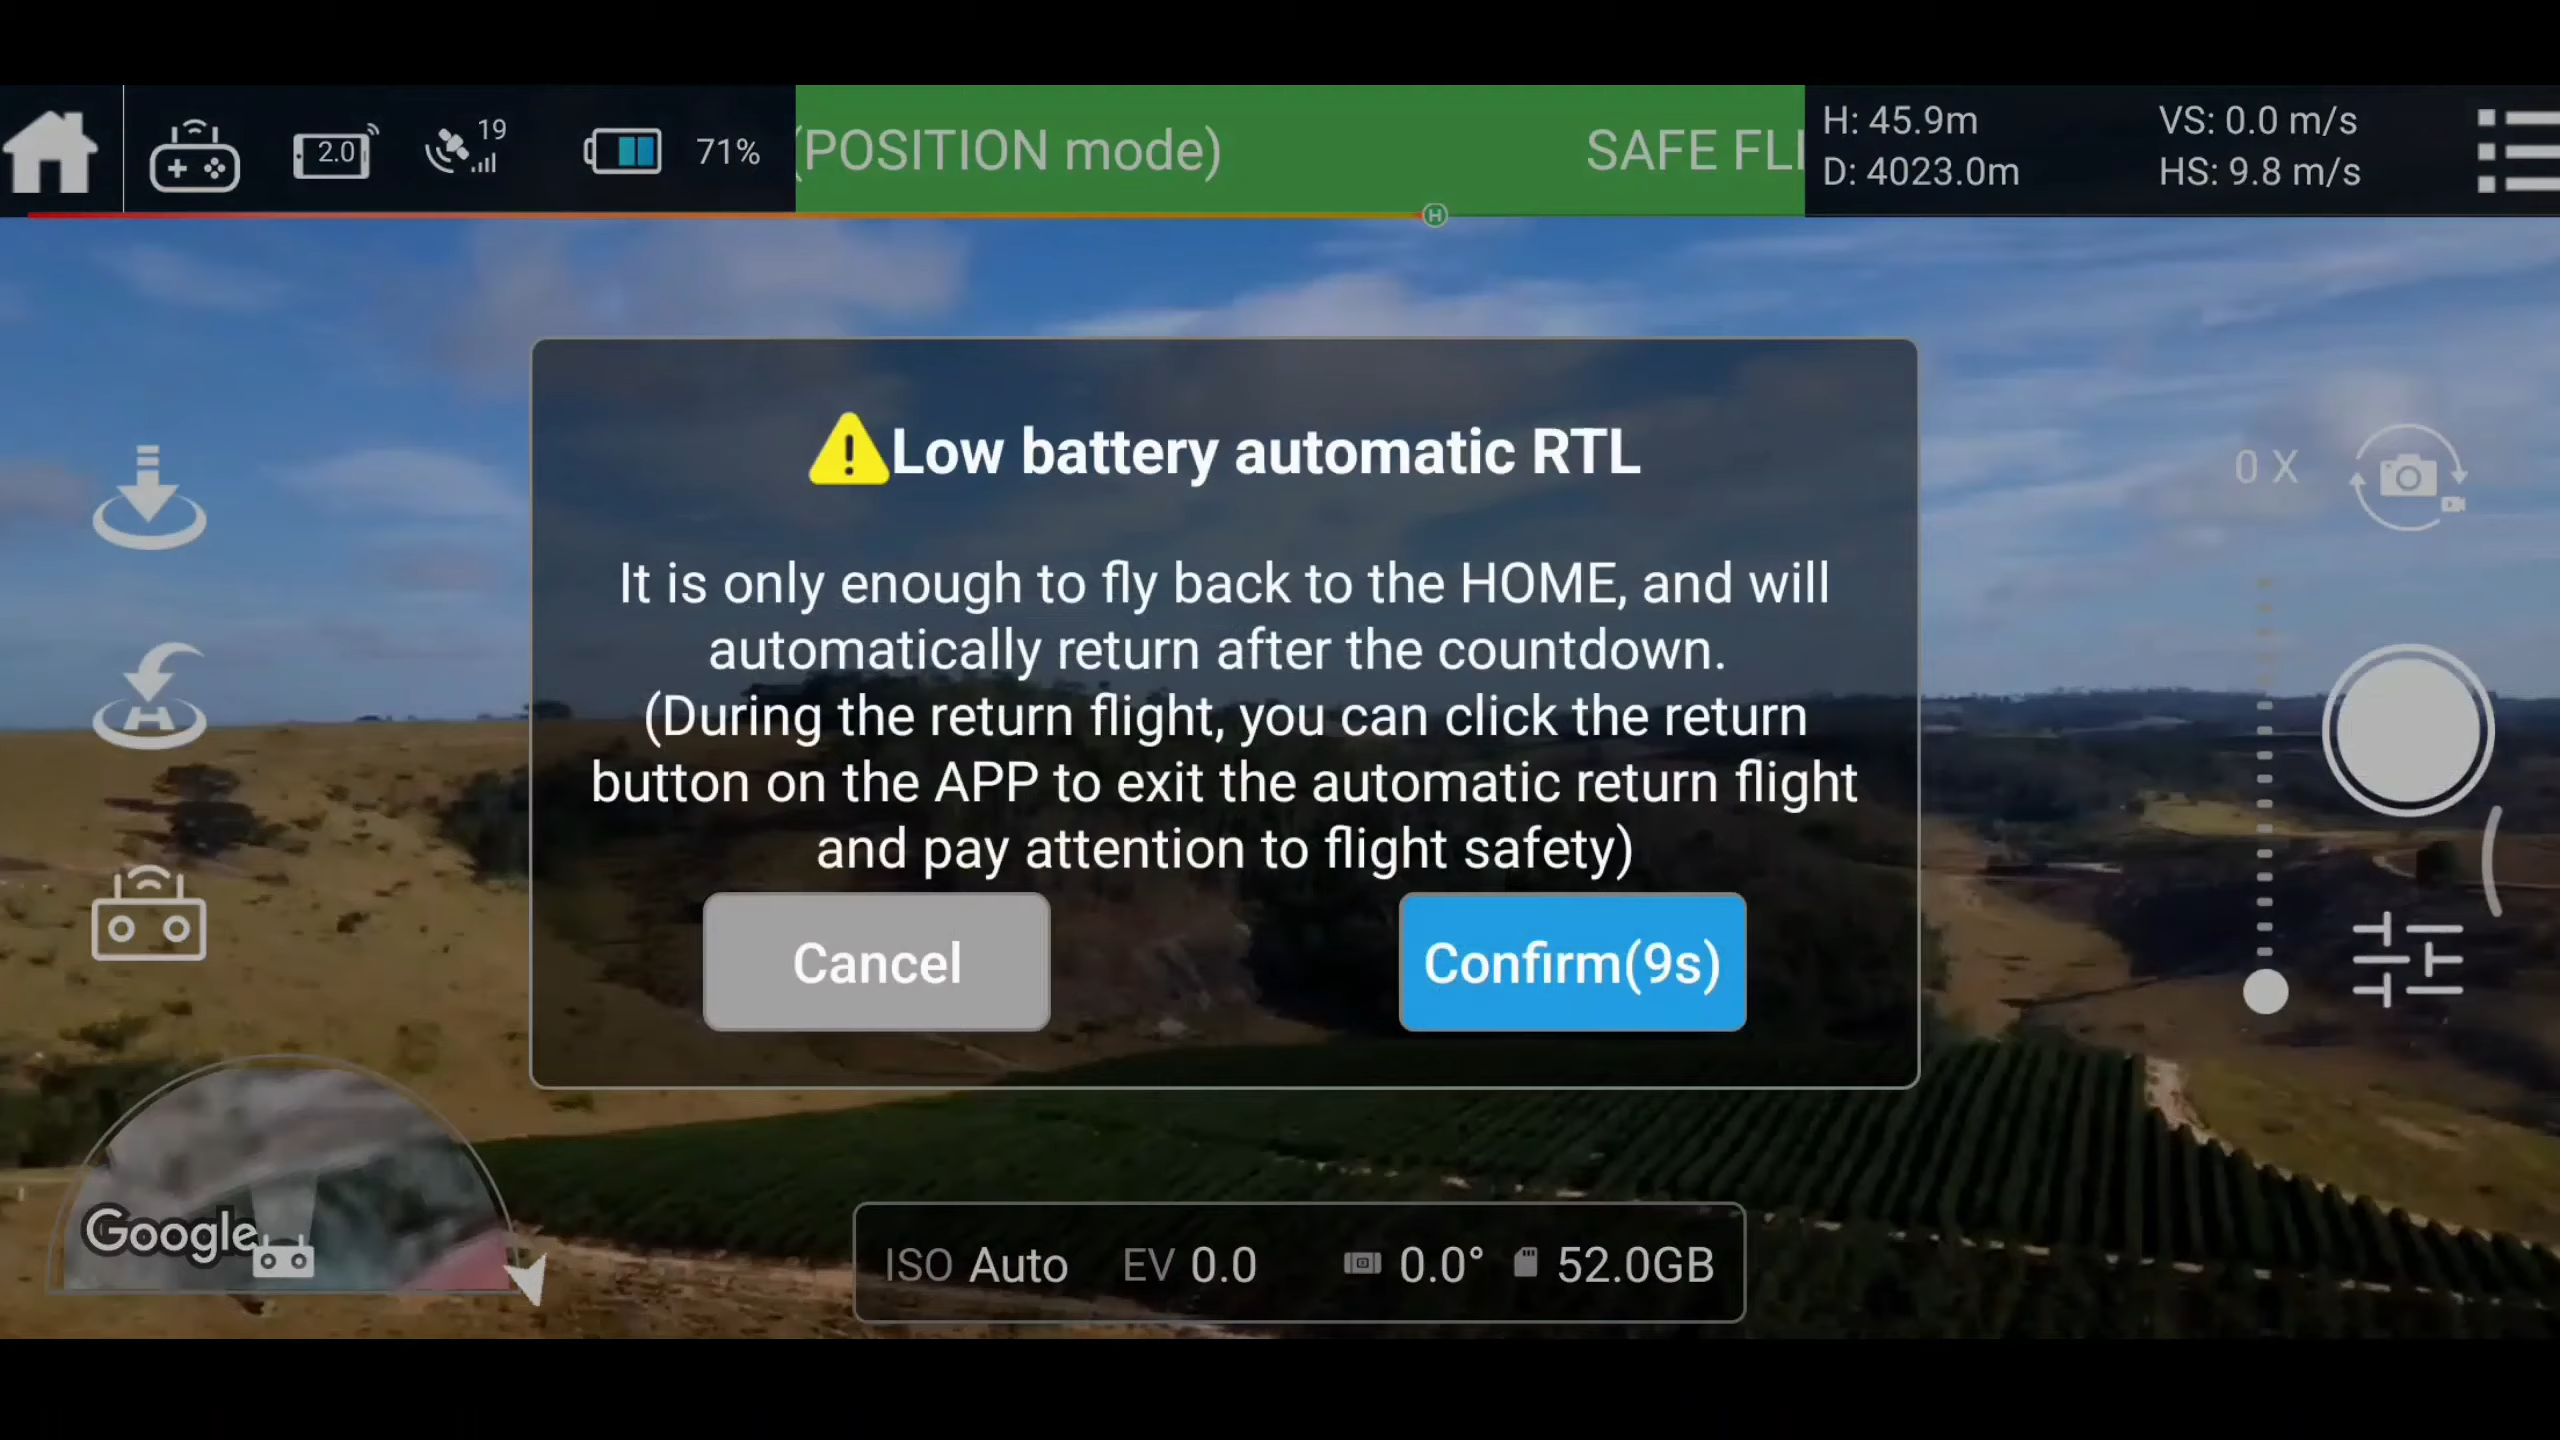 2.0
19
71%
(POSITION mode)
SAFE FLI
H: 45.9m
VS: 0.0 m/s
D: 4023.0m
HS: 9.8 m/s
H
Low battery automatic RTL
It is only enough to fly back to the HOME, and will
automatically return after the countdown.
(During the return flight, you can click the return
button on the APP to exit the automatic return flight
and pay attention to flight safety)
Cancel
Confirm(9s)
0 X
Google
ISO Auto EV 0.0 0.0° 52.0GB